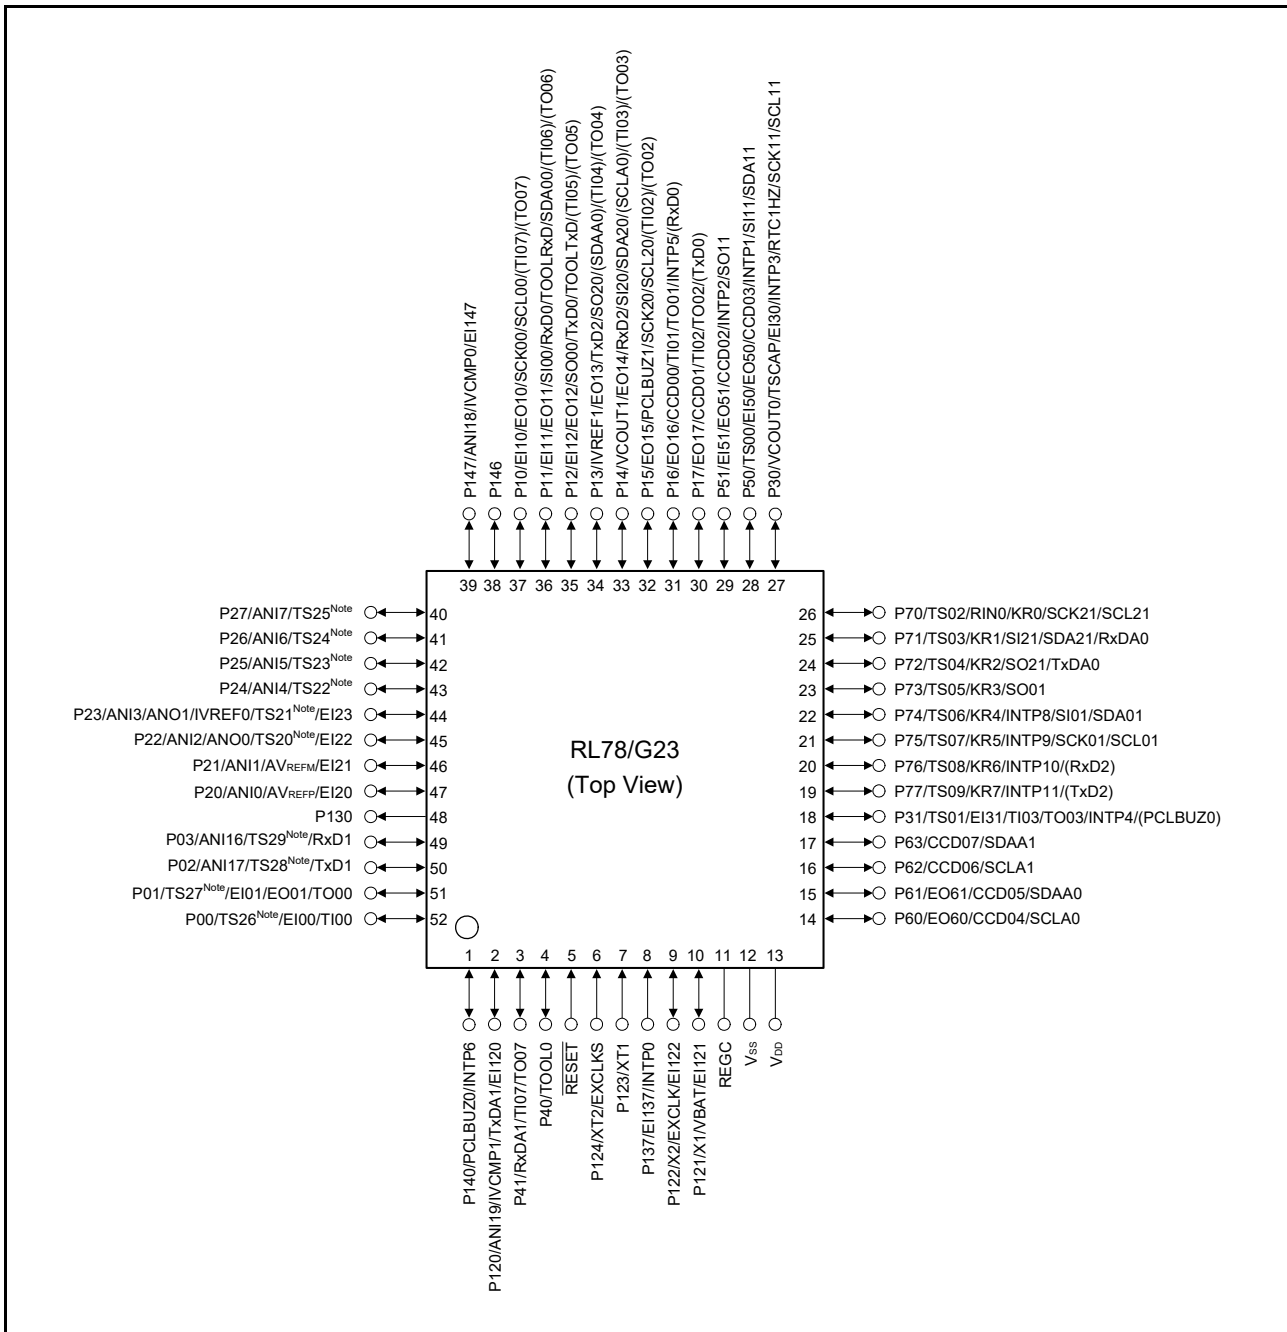 P147/ANI18/IVCMP0/EI147
P146
P10/EI10/EO10/SCK00/SCL00/(TI07)/(TO07)
P11/EI11/EO11/SI00/RxD0/TOOLRxD/SDA00/(TI06)/(TO06)
P12/EI12/EO12/SO00/TxD0/TOOLTxD/(TI05)/(TO05)
P13/IVREF1/EO13/TxD2/SO20/(SDAA0)/(TI04)/(TO04)
P14/VCOUT1/EO14/RxD2/SI20/SDA20/(SCLA0)/(TI03)/(TO03)
P15/EO15/PCLBUZ1/SCK20/SCL20/(TI02)/(TO02)
P16/EO16/CCD00/TI01/TO01/INTP5/(RxD0)
P17/EO17/CCD01/TI02/TO02/(TxD0)
P51/EI51/EO51/CCD02/INTP2/SO11
P50/TS00/EI50/EO50/CCD03/INTP1/SI11/SDA11
P30/VCOUT0/TSCAP/EI30/INTP3/RTC1HZ/SCK11/SCL11
39 38 37 36 35 34 33 32 31 30 29 28 27
P27/ANI7/TS25Note 40
P26/ANI6/TS24Note 41
P25/ANI5/TS23Note 42
P24/ANI4/TS22Note 43
P23/ANI3/ANO1/IVREF0/TS21Note/EI23 44
P22/ANI2/ANO0/TS20Note/EI22 45
P21/ANI1/AVREFM/EI21 46
P20/ANI0/AVREFP/EI20 47
P130 48
P03/ANI16/TS29Note/RxD1 49
P02/ANI17/TS28Note/TxD1 50
P01/TS27Note/EI01/EO01/TO00 51
P00/TS26Note/EI00/TI00 52
RL78/G23
(Top View)
26 P70/TS02/RIN0/KR0/SCK21/SCL21
25 P71/TS03/KR1/SI21/SDA21/RxDA0
24 P72/TS04/KR2/SO21/TxDA0
23 P73/TS05/KR3/SO01
22 P74/TS06/KR4/INTP8/SI01/SDA01
21 P75/TS07/KR5/INTP9/SCK01/SCL01
20 P76/TS08/KR6/INTP10/(RxD2)
19 P77/TS09/KR7/INTP11/(TxD2)
18 P31/TS01/EI31/TI03/TO03/INTP4/(PCLBUZ0)
17 P63/CCD07/SDAA1
16 P62/CCD06/SCLA1
15 P61/EO61/CCD05/SDAA0
14 P60/EO60/CCD04/SCLA0
1 2 3 4 5 6 7 8 9 10 11 12 13
P140/PCLBUZ0/INTP6
P120/ANI19/IVCMP1/TxDA1/EI120
P41/RxDA1/TI07/TO07
P40/TOOL0
RESET
P124/XT2/EXCLKS
P123/XT1
P137/EI137/INTP0
P122/X2/EXCLK/EI122
P121/X1/VBAT/EI121
REGC
VSS
VDD